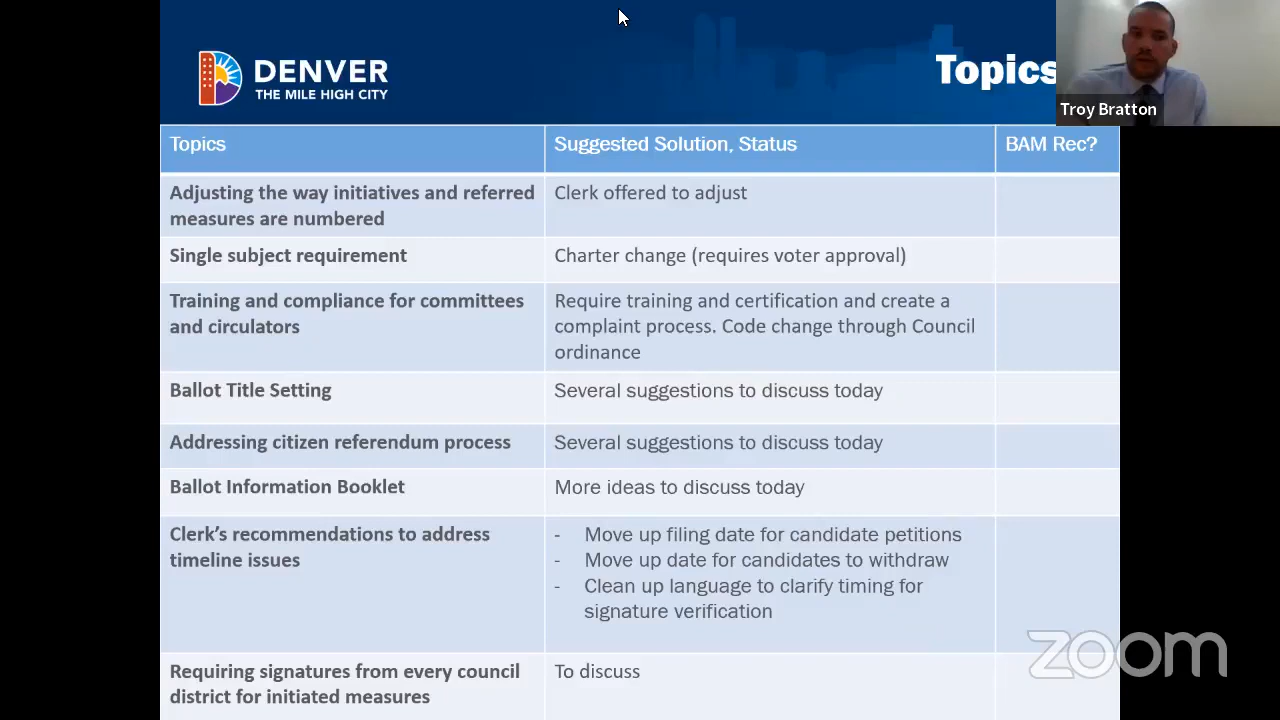 DENVER
THE MILE HIGH CITY
Topics
Troy Bratton
Topics
Suggested Solution, Status
BAM Rec?
Adjusting the way initiatives and referred
measures are numbered
Clerk offered to adjust
Single subject requirement
Charter change (requires voter approval)
Training and compliance for committees
and circulators
Require training and certification and create a
complaint process. Code change through Council
ordinance
Ballot Title Setting
Several suggestions to discuss today
Addressing citizen referendum process
Several suggestions to discuss today
Ballot Information Booklet
More ideas to discuss today
Clerk’s recommendations to address
timeline issues
- Move up filing date for candidate petitions
- Move up date for candidates to withdraw
- Clean up language to clarify timing for
signature verification
Requiring signatures from every council
district for initiated measures
To discuss
zoom